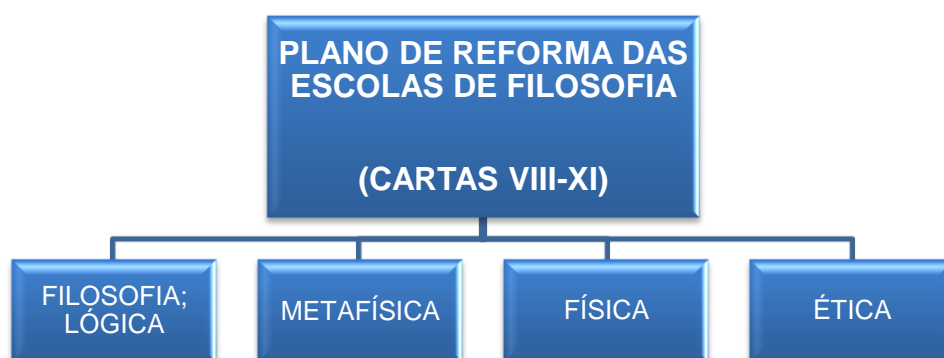 PLANO DE REFORMA DAS
ESCOLAS DE FILOSOFIA
(CARTAS VIII-XI)
FILOSOFIA;
LÓGICA
METAFÍSICA
FÍSICA
ÉTICA